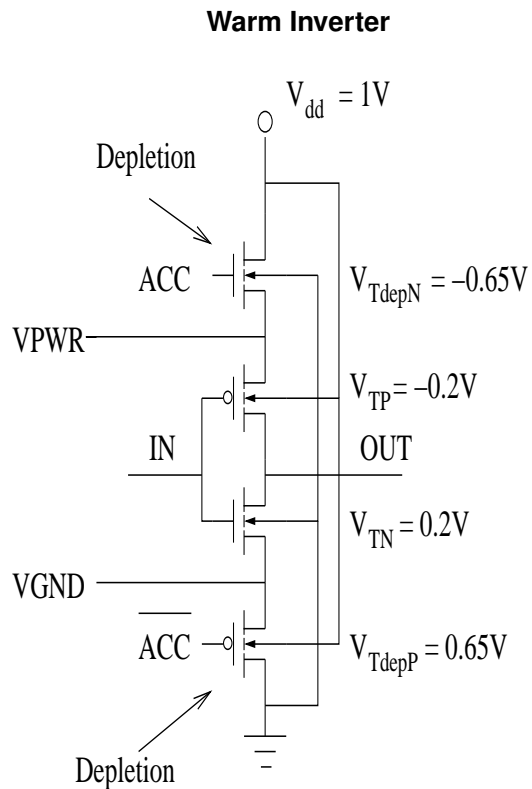 Warm Inverter
V_dd = 1V
Depletion
ACC
V_TdepN = −0.65V
VPWR
V_TP = −0.2V
IN
OUT
V_TN = 0.2V
VGND
A̅C̅C̅
V_TdepP = 0.65V
Depletion